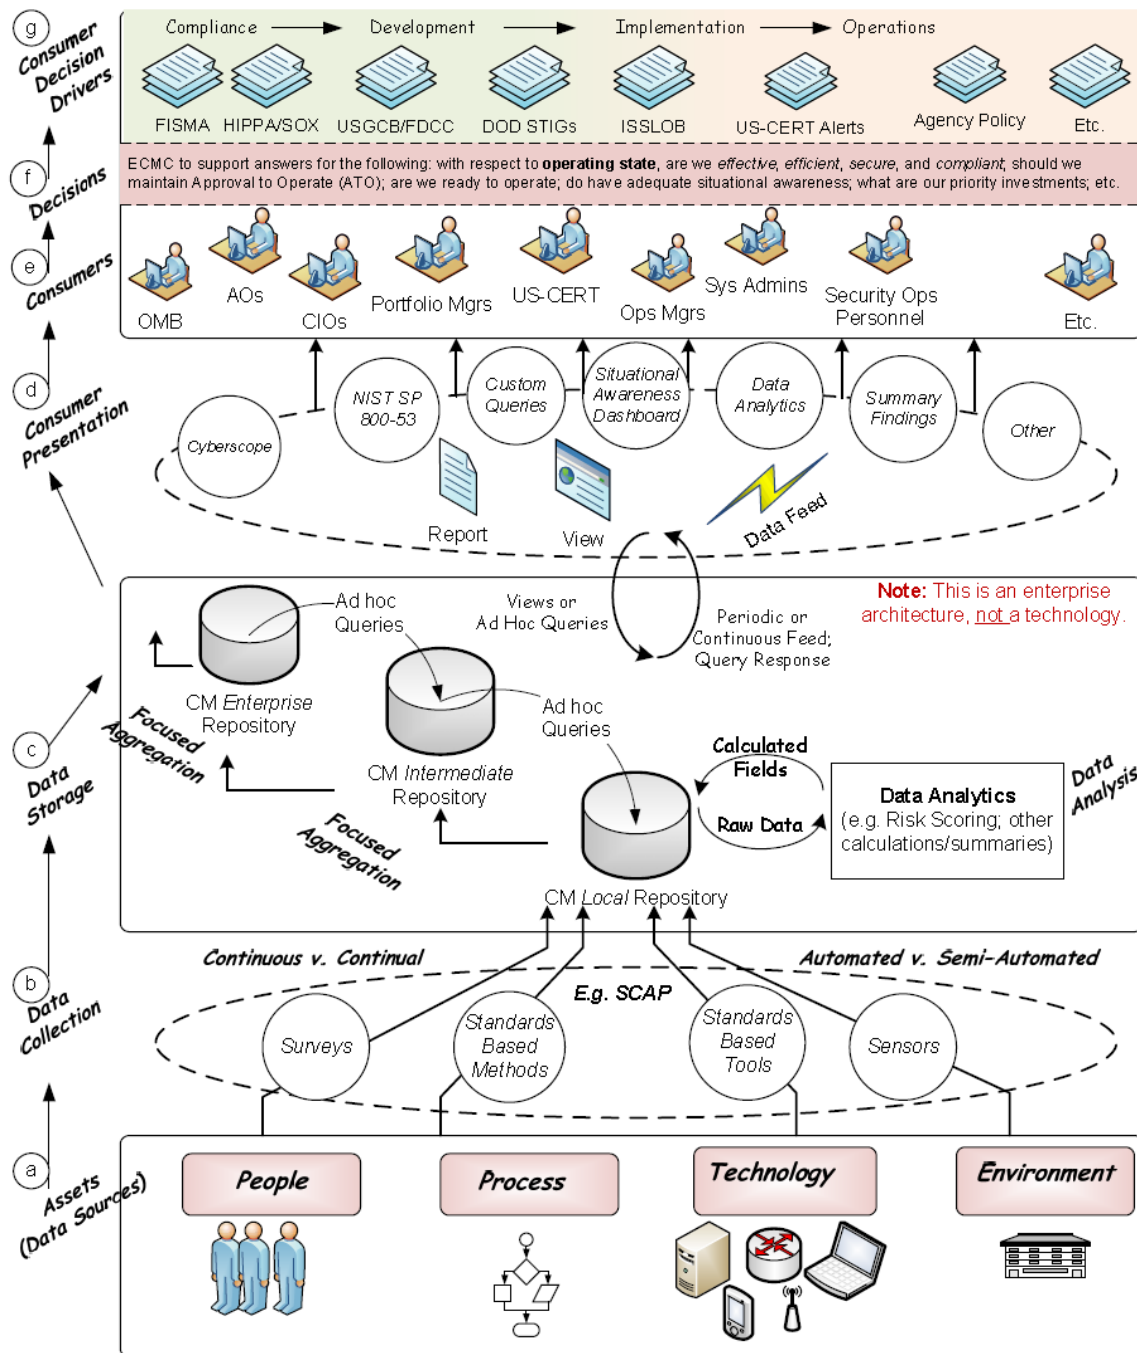 g
Consumer
Decision
Drivers
Compliance
Development
Implementation
Operations
FISMA
HIPPA/SOX
USGCB/FDCC
DOD STIGs
ISSLOB
US-CERT Alerts
Agency Policy
Etc.
f
Decisions
ECMC to support answers for the following: with respect to operating state, are we effective, efficient, secure, and compliant; should we
maintain Approval to Operate (ATO); are we ready to operate; do have adequate situational awareness; what are our priority investments; etc.
e
Consumers
OMB
AOs
CIOs
Portfolio Mgrs
US-CERT
Ops Mgrs
Sys Admins
Security Ops
Personnel
Etc.
d
Consumer
Presentation
Cyberscope
NIST SP
800-53
Custom
Queries
Situational
Awareness
Dashboard
Data
Analytics
Summary
Findings
Other
Report
View
Data Feed
c
Data
Storage
Ad hoc
Queries
Views or
Ad Hoc Queries
Periodic or
Continuous Feed;
Query Response
Note: This is an enterprise
architecture, not a technology.
CM Enterprise
Repository
Focused
Aggregation
CM Intermediate
Repository
Ad hoc
Queries
Focused
Aggregation
CM Local Repository
Calculated
Fields
Raw Data
Data Analytics
(e.g. Risk Scoring; other
calculations/summaries)
Data
Analysis
b
Data
Collection
Continuous v. Continual
Automated v. Semi-Automated
E.g. SCAP
Surveys
Standards
Based
Methods
Standards
Based
Tools
Sensors
a
Assets
(Data Sources)
People
Process
Technology
Environment